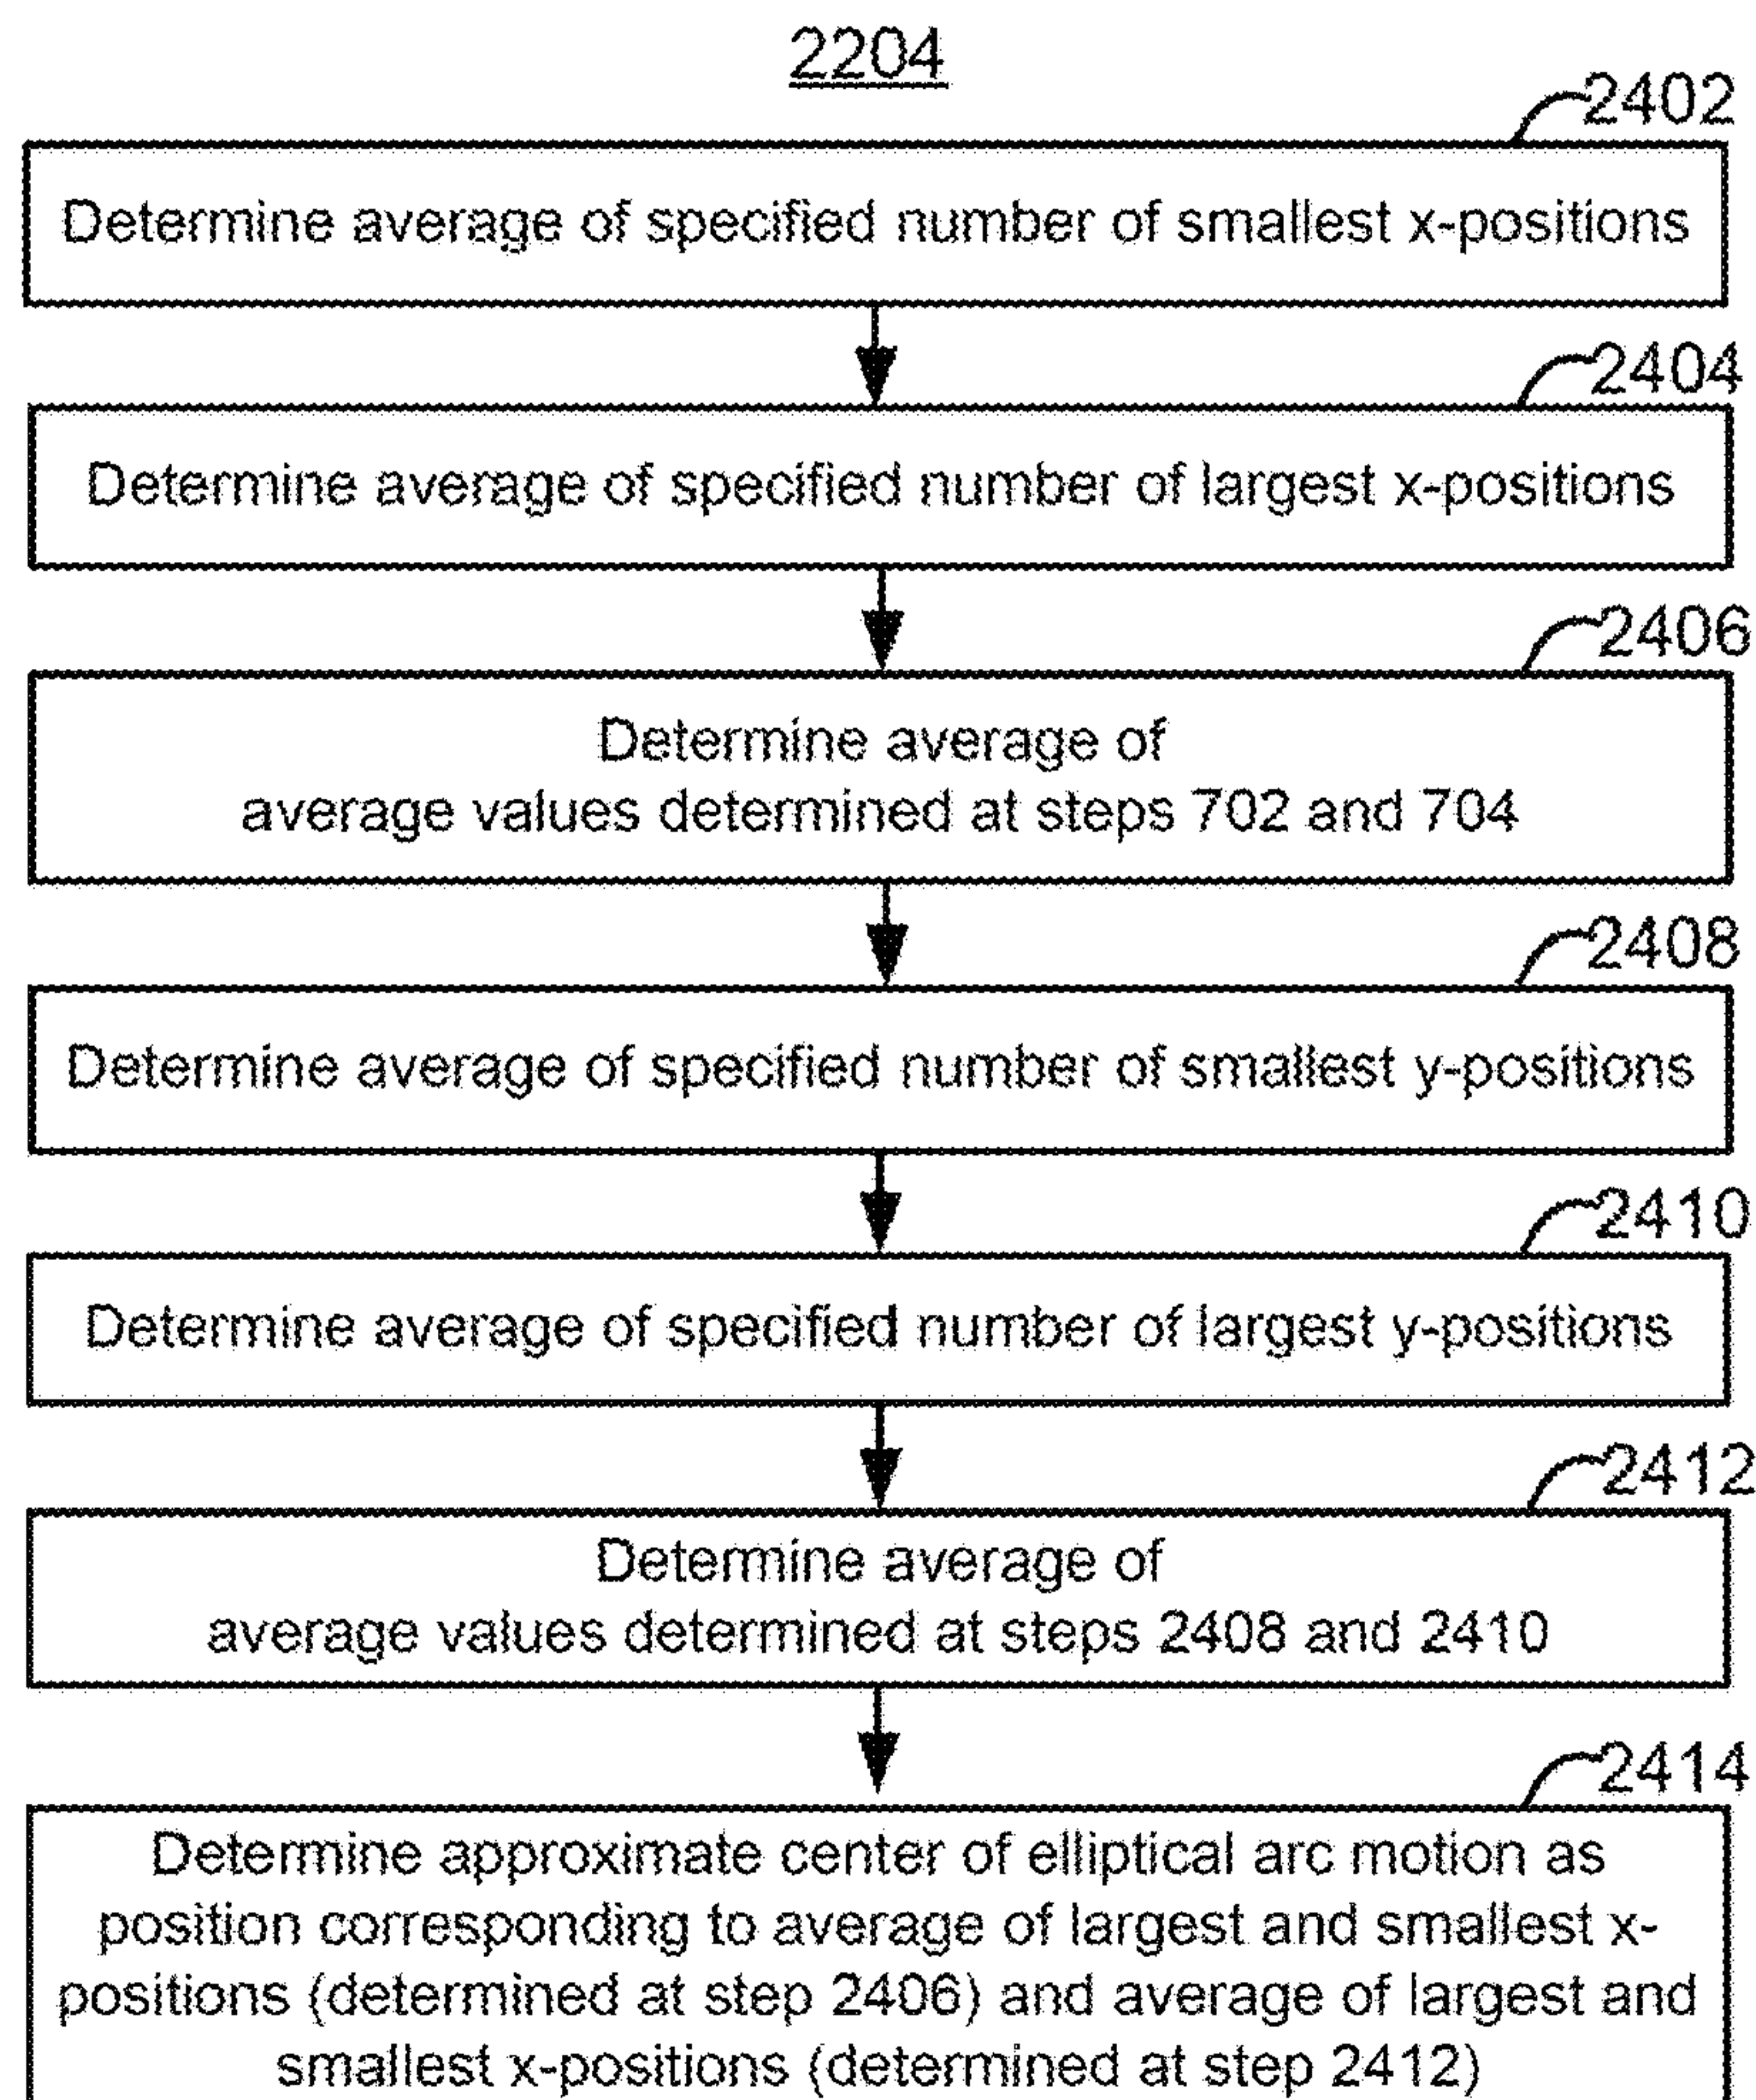 2204
2402
Determine average of specified number of smallest x-positions
2404
Determine average of specified number of largest x-positions
2406
Determine average of
average values determined at steps 702 and 704
2408
Determine average of specified number of smallest y-positions
2410
Determine average of specified number of largest y-positions
2412
Determine average of
average values determined at steps 2408 and 2410
2414
Determine approximate center of elliptical arc motion as
position corresponding to average of largest and smallest x-
positions (determined at step 2406) and average of largest and
smallest x-positions (determined at step 2412)